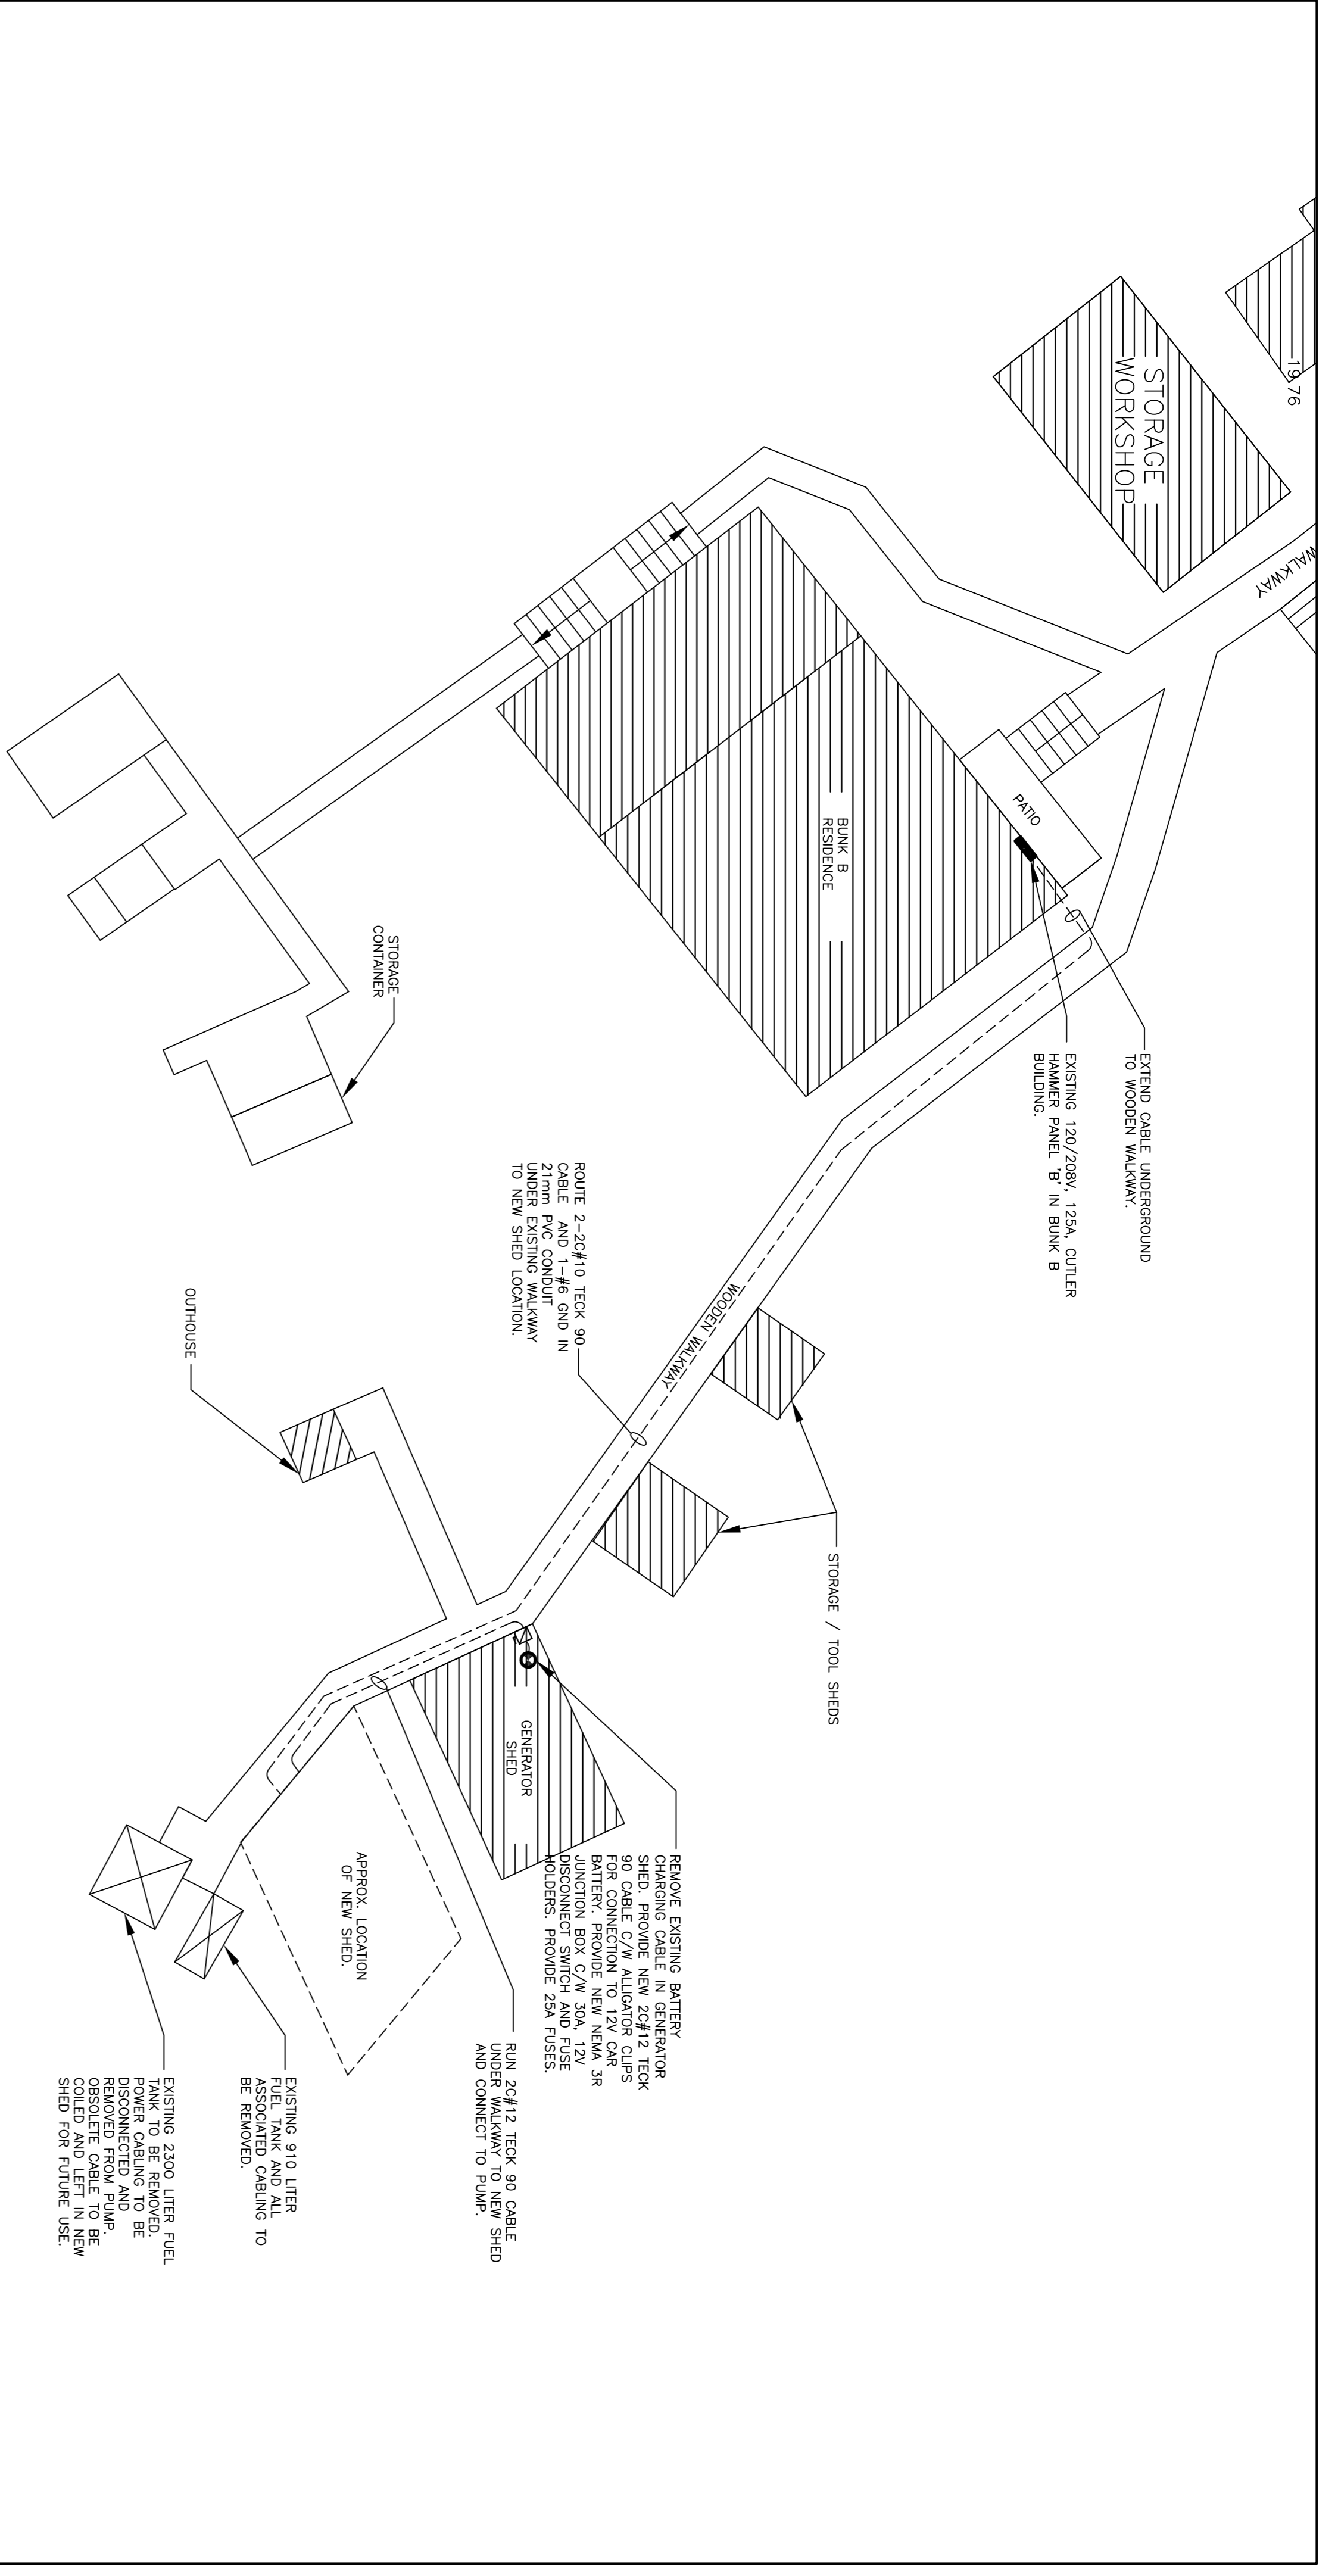 19.76
STORAGE
WORKSHOP
WALKWAY
PATIO
BUNK B
RESIDENCE
EXTEND CABLE UNDERGROUND
TO WOODEN WALKWAY.
EXISTING 120/208V, 125A, CUTLER
HAMMER PANEL 'B' IN BUNK B
BUILDING.
STORAGE
CONTAINER
ROUTE 2-2C#10 TECK 90
CABLE AND 1-#6 GND IN
21mm PVC CONDUIT
UNDER EXISTING WALKWAY
TO NEW SHED LOCATION.
WOODEN WALKWAY
OUTHOUSE
STORAGE / TOOL SHEDS
GENERATOR
SHED
REMOVE EXISTING BATTERY
CHARGING CABLE IN GENERATOR
SHED. PROVIDE NEW 2C#12 TECK
90 CABLE C/W ALLIGATOR CLIPS
FOR CONNECTION TO 12V CAR
BATTERY. PROVIDE NEW NEMA 3R
JUNCTION BOX C/W 30A, 12V
DISCONNECT SWITCH AND FUSE
HOLDERS. PROVIDE 25A FUSES.
APPROX. LOCATION
OF NEW SHED.
RUN 2C#12 TECK 90 CABLE
UNDER WALKWAY TO NEW SHED
AND CONNECT TO PUMP.
EXISTING 910 LITER
FUEL TANK AND ALL
ASSOCIATED CABLING TO
BE REMOVED.
EXISTING 2300 LITER FUEL
TANK TO BE REMOVED.
POWER CABLING TO BE
DISCONNECTED AND
REMOVED FROM PUMP.
OBSOLETE CABLE TO BE
COILED AND LEFT IN NEW
SHED FOR FUTURE USE.